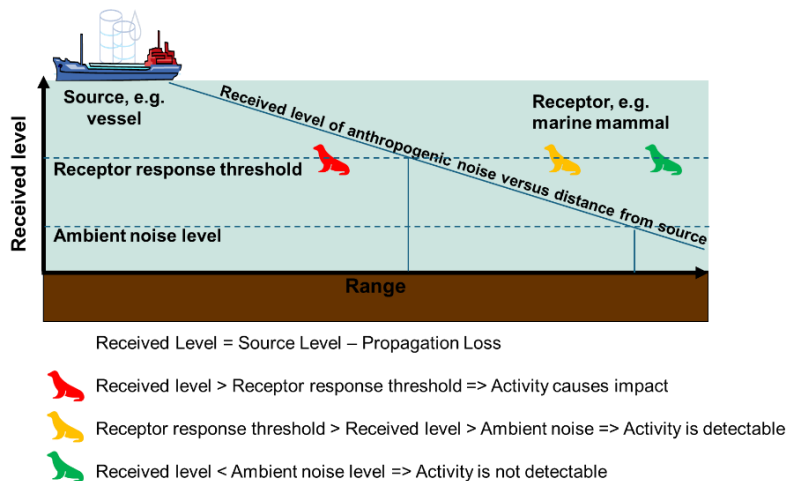 Source, e.g.
vessel
Received level of anthropogenic noise versus distance from source
Receptor, e.g.
marine mammal
Received level
Receptor response threshold
Ambient noise level
Range
Received Level = Source Level – Propagation Loss
Received level > Receptor response threshold => Activity causes impact
Receptor response threshold > Received level > Ambient noise => Activity is detectable
Received level < Ambient noise level => Activity is not detectable